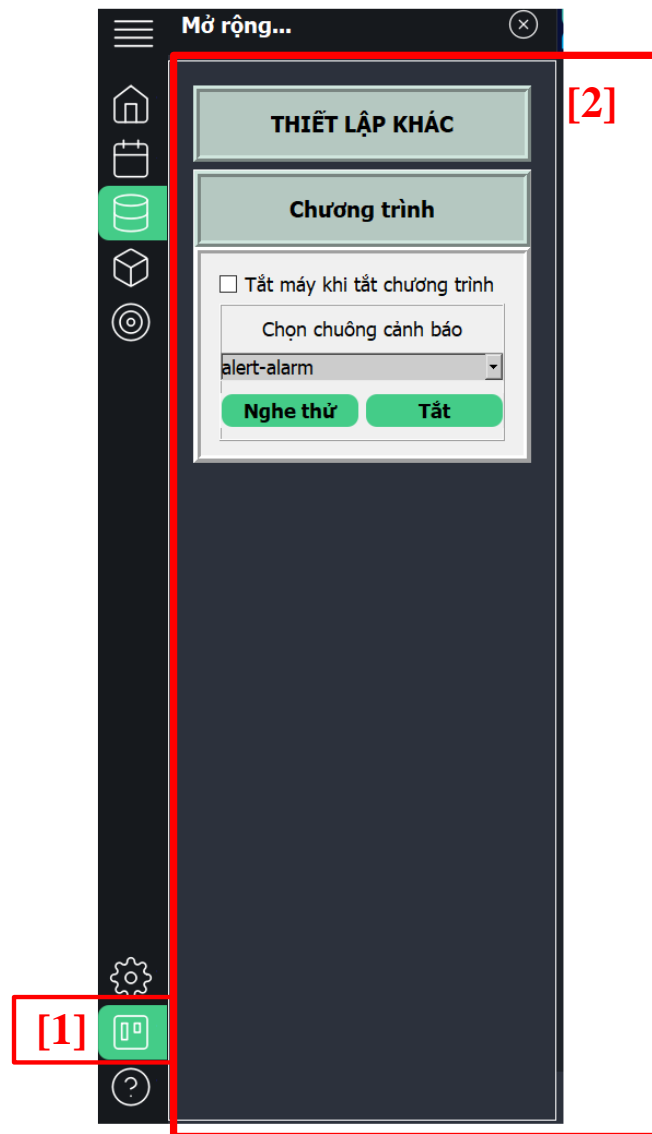 Mở rộng...
[2]
THIẾT LẬP KHÁC
Chương trình
Tắt máy khi tắt chương trình
Chọn chuông cảnh báo
alert-alarm
Nghe thử
Tắt
[1]